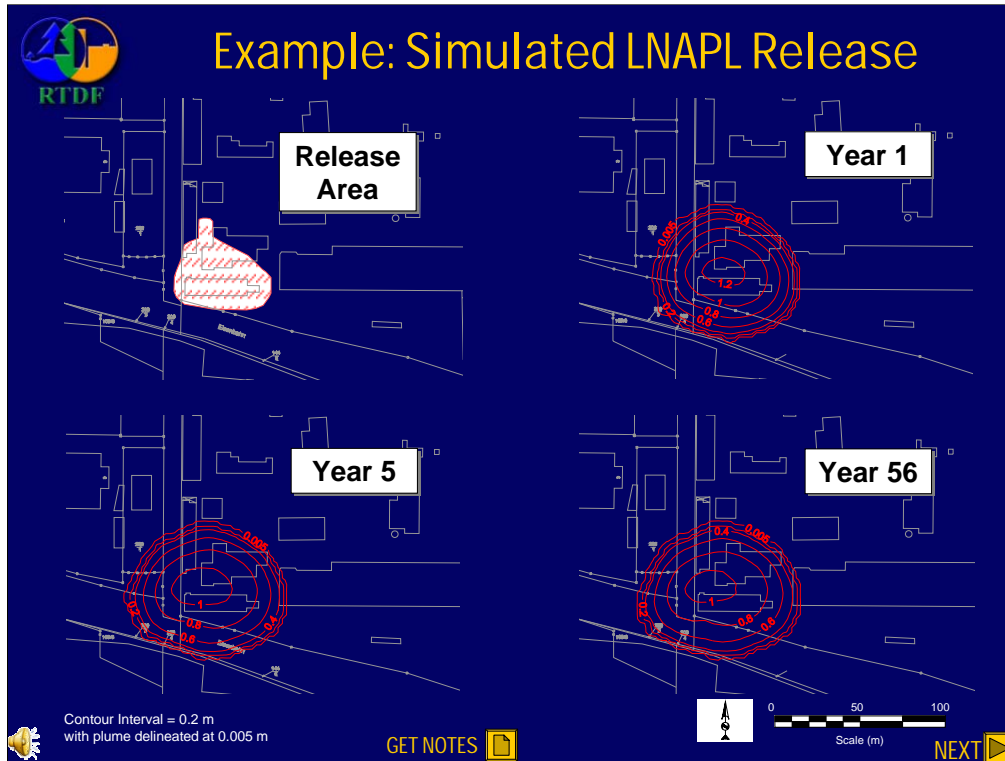 Example: Simulated LNAPL Release
RTDF
Release
Area
Year 1
0.005
0.4
1.2
1
0.8
0.6
0.2
Year 5
0.005
0.2
0.4
1
0.8
0.6
Year 56
0.005
0.4
0.2
1
0.8
0.6
Contour Interval = 0.2 m
with plume delineated at 0.005 m
GET NOTES
0 50 100
Scale (m)
NEXT